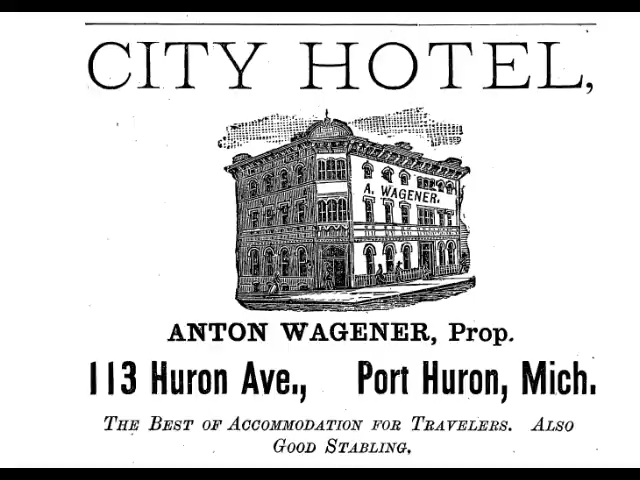 CITY HOTEL,
A. WAGENER.
ANTON WAGENER, Prop.
113 Huron Ave., Port Huron, Mich.
THE BEST OF ACCOMMODATION FOR TRAVELERS. ALSO
GOOD STABLING.